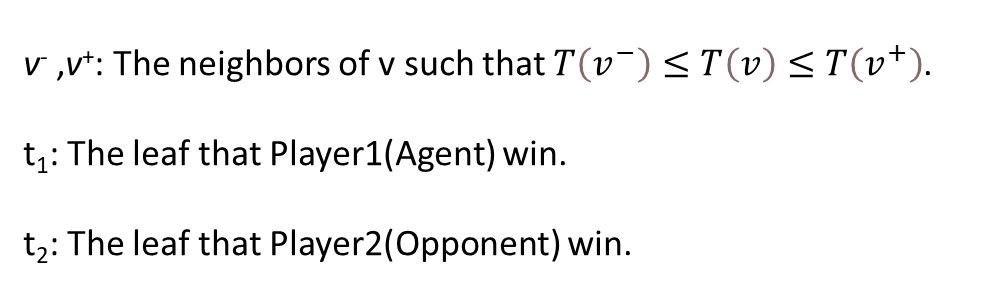 v⁻ ,v⁺: The neighbors of v such that T(v⁻) ≤ T(v) ≤ T(v⁺).
t₁: The leaf that Player1(Agent) win.
t₂: The leaf that Player2(Opponent) win.